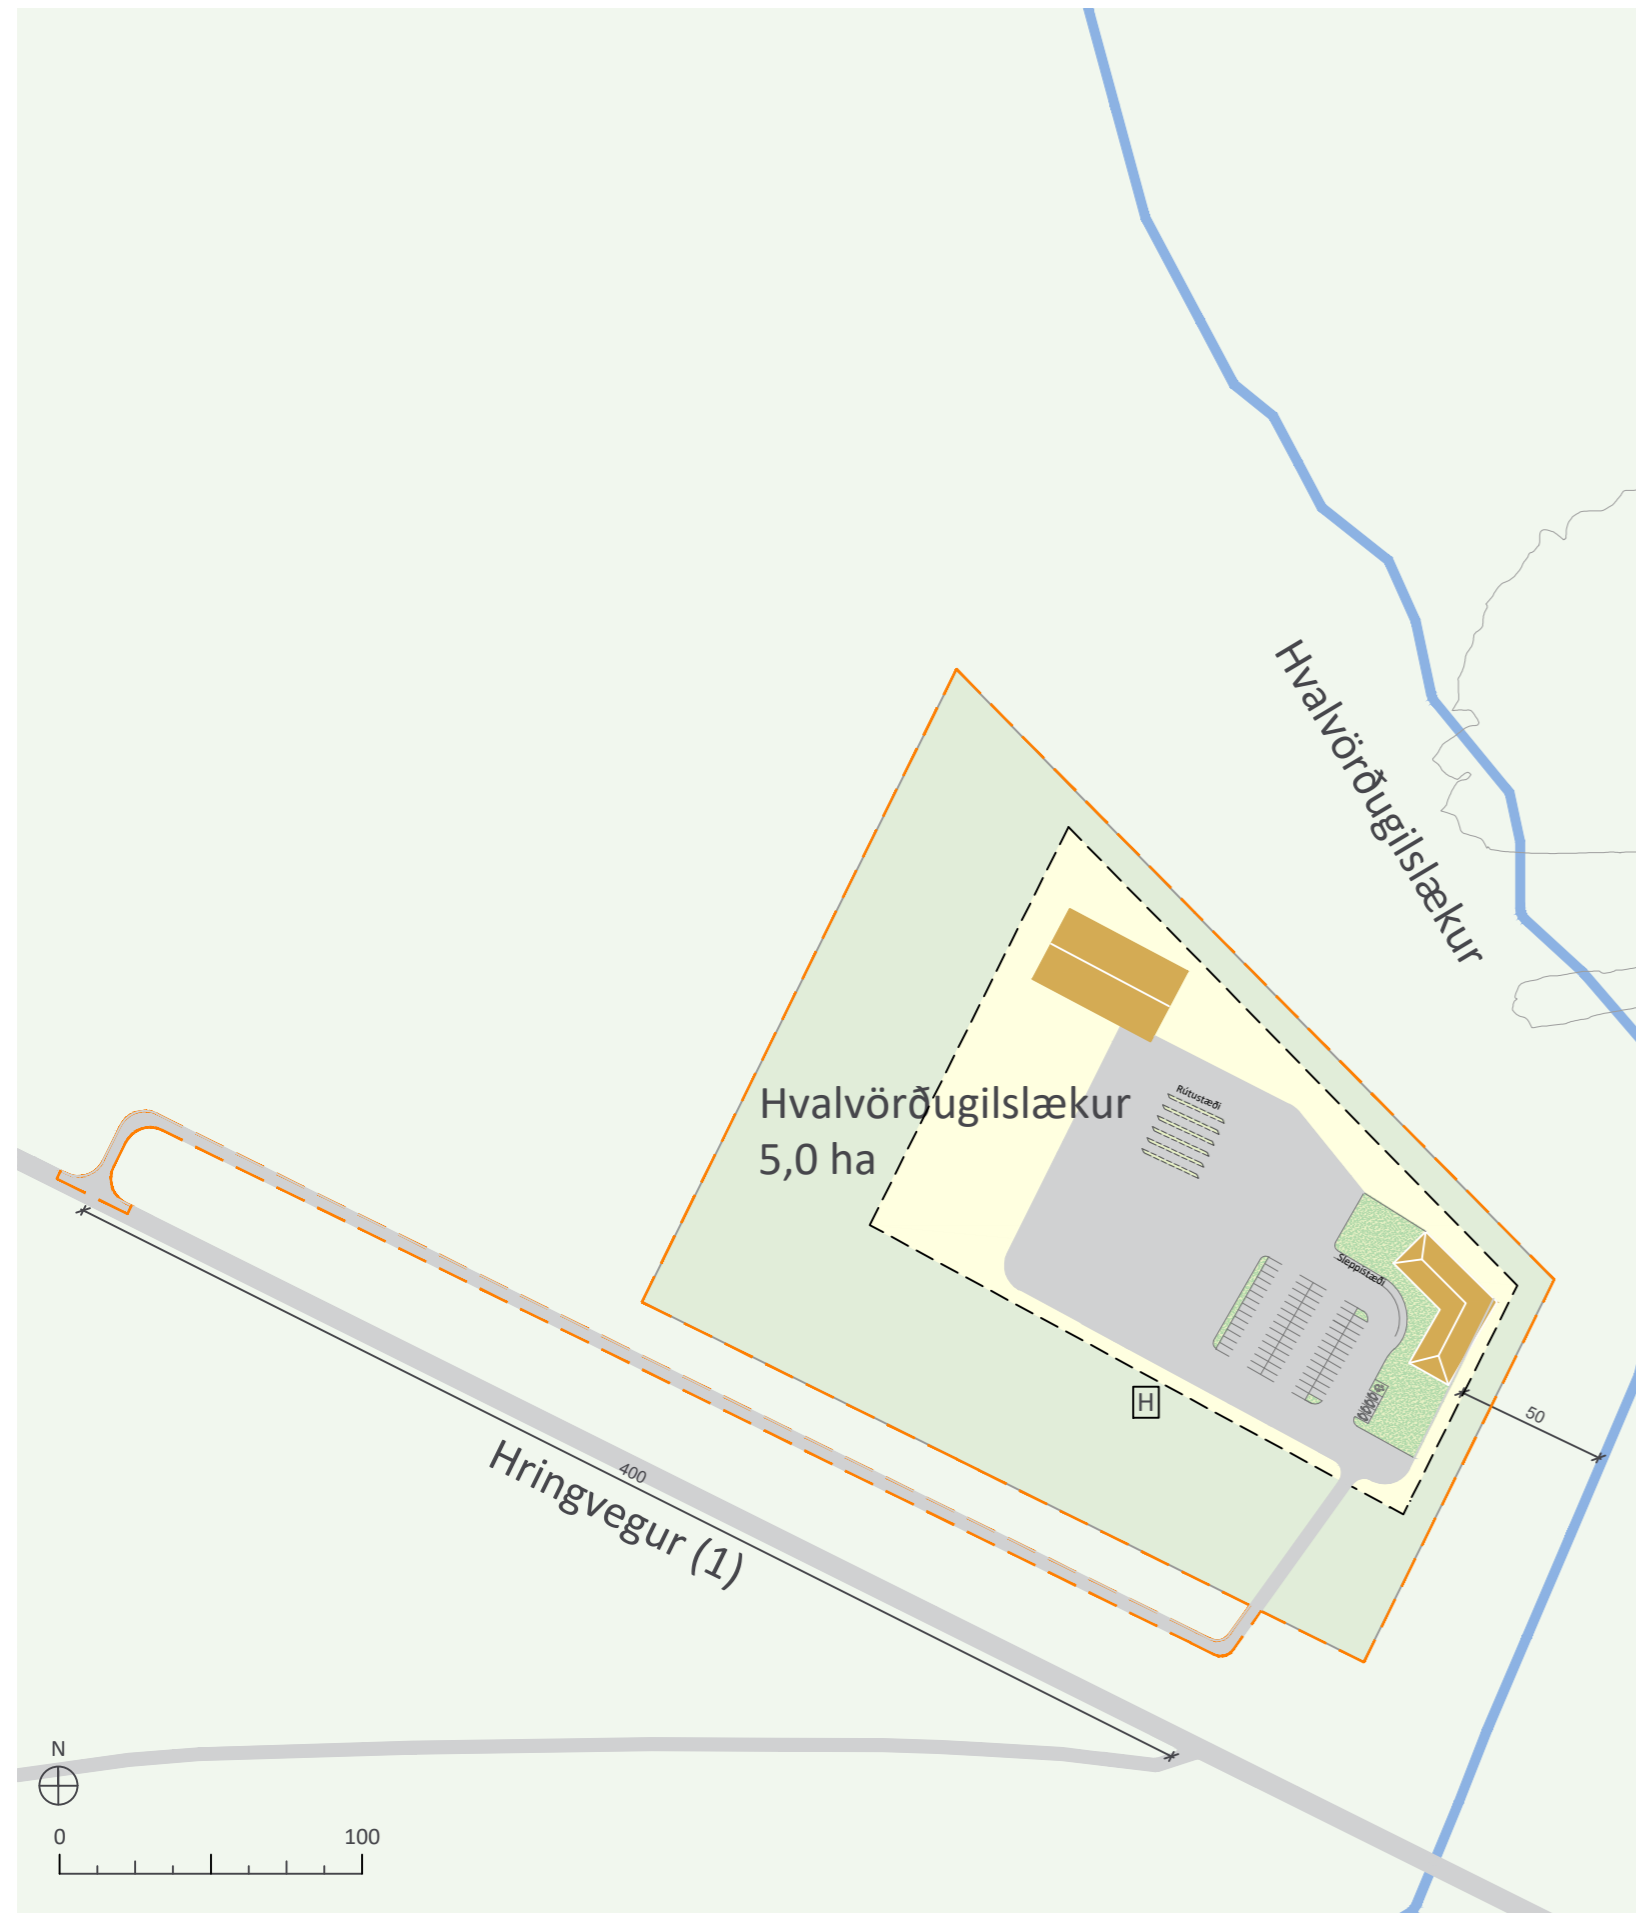 Hvalvörðugilslækur
Rútustæði
Hvalvörðugilslækur
5,0 ha
Sleppistæði
H
50
400
Hringvegur (1)
N
0 100